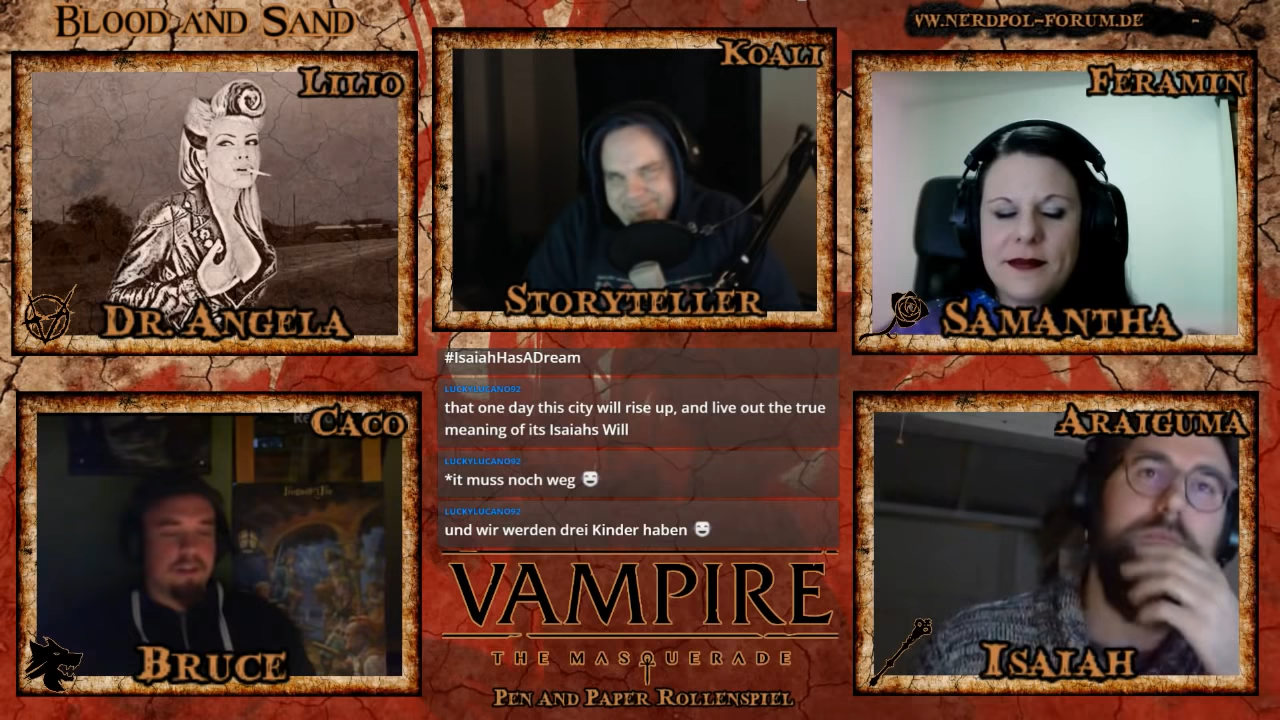 BLOOD AND SAND
WW.NERDPOL-FORUM.DE -
LILIO
KOALI
FERAMIN
DR. ANGELA
STORYTELLER
SAMANTHA
#IsaiahHasADream
LUCKYLUCANO92
that one day this city will rise up, and live out the true
meaning of its Isaiahs Will
LUCKYLUCANO92
*it muss noch weg
LUCKYLUCANO92
und wir werden drei Kinder haben
CACO
ARAIGUMA
BRUCE
ISAIAH
VAMPIRE
THE MASQUERADE
PEN AND PAPER ROLLENSPIEL